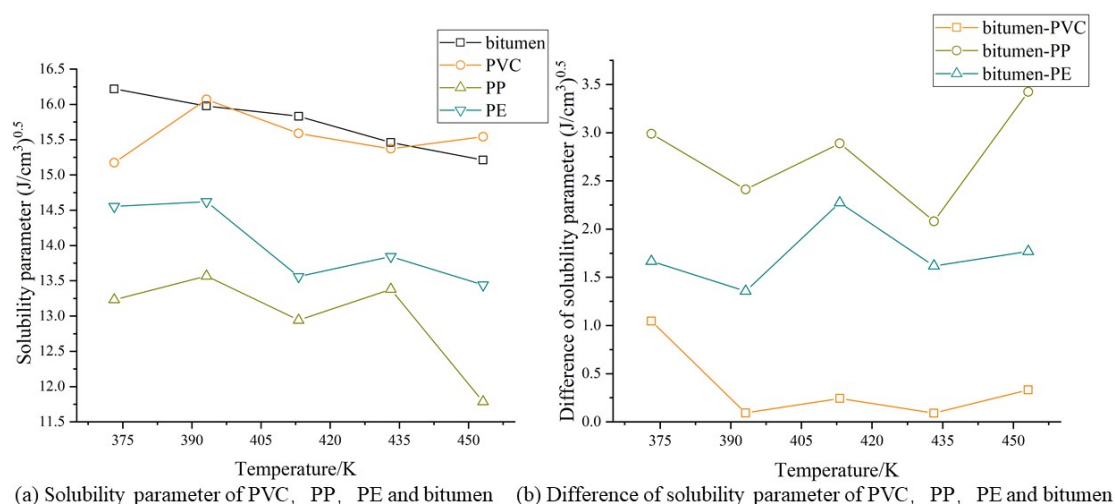 bitumen
PVC
PP
PE
16.5
16.0
15.5
15.0
14.5
14.0
13.5
13.0
12.5
12.0
11.5
Solubility parameter (J/cm³)⁰·⁵
375 390 405 420 435 450
Temperature/K
(a) Solubility parameter of PVC, PP, PE and bitumen
bitumen-PVC
bitumen-PP
bitumen-PE
3.5
3.0
2.5
2.0
1.5
1.0
0.5
0.0
Difference of solubility parameter (J/cm³)⁰·⁵
375 390 405 420 435 450
Temperature/K
(b) Difference of solubility parameter of PVC, PP, PE and bitumen